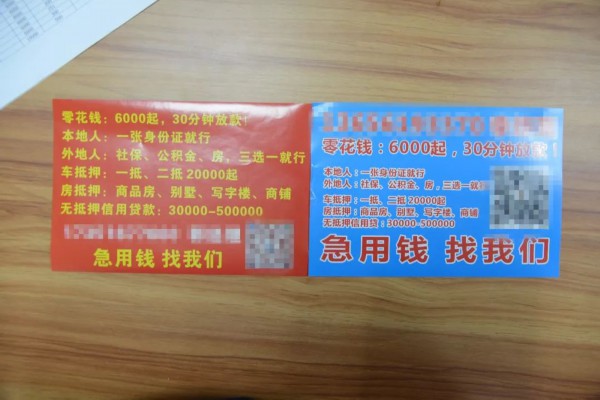 零花钱：6000起，30分钟放款！
本地人：一张身份证就行
外地人：社保、公积金、房，三选一就行
车抵押：一抵、二抵20000起
房抵押：商品房、别墅、写字楼、商铺
无抵押信用贷款：30000-500000
急用钱 找我们
零花钱：6000起，30分钟放款！
本地人：一张身份证就行
外地人：社保、公积金、房，三选一就行
车抵押：一抵、二抵20000起
房抵押：商品房、别墅、写字楼、商铺
无抵押信用贷：30000-500000
急用钱 找我们